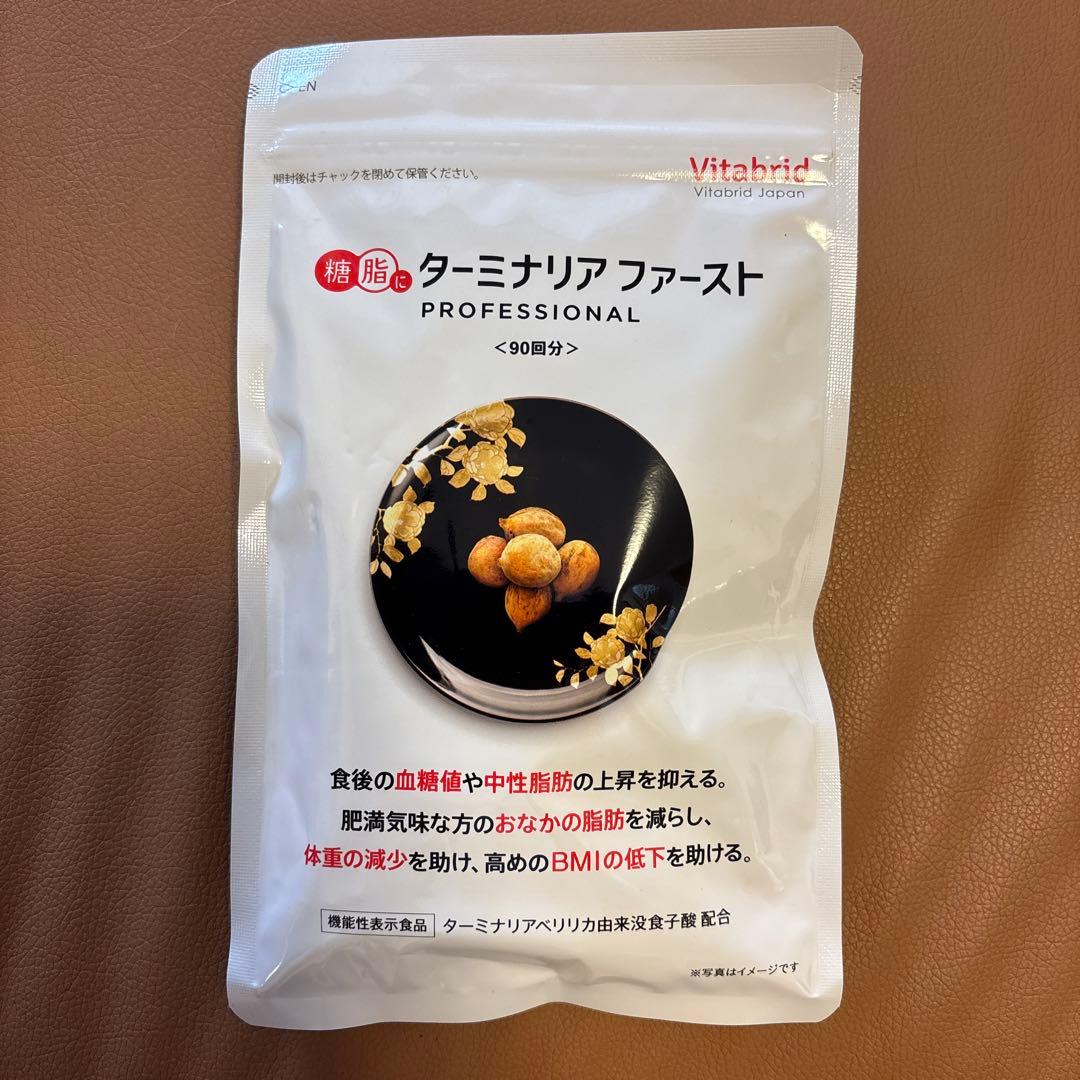 開封後はチャックを閉めて保管ください。
Vitabrid
Vitabrid Japan
糖脂に ターミナリア ファースト
PROFESSIONAL
＜90回分＞
食後の血糖値や中性脂肪の上昇を抑える。
肥満気味な方のおなかの脂肪を減らし、
体重の減少を助け、高めのBMIの低下を助ける。
機能性表示食品 ターミナリアベリリカ由来没食子酸 配合
※写真はイメージです